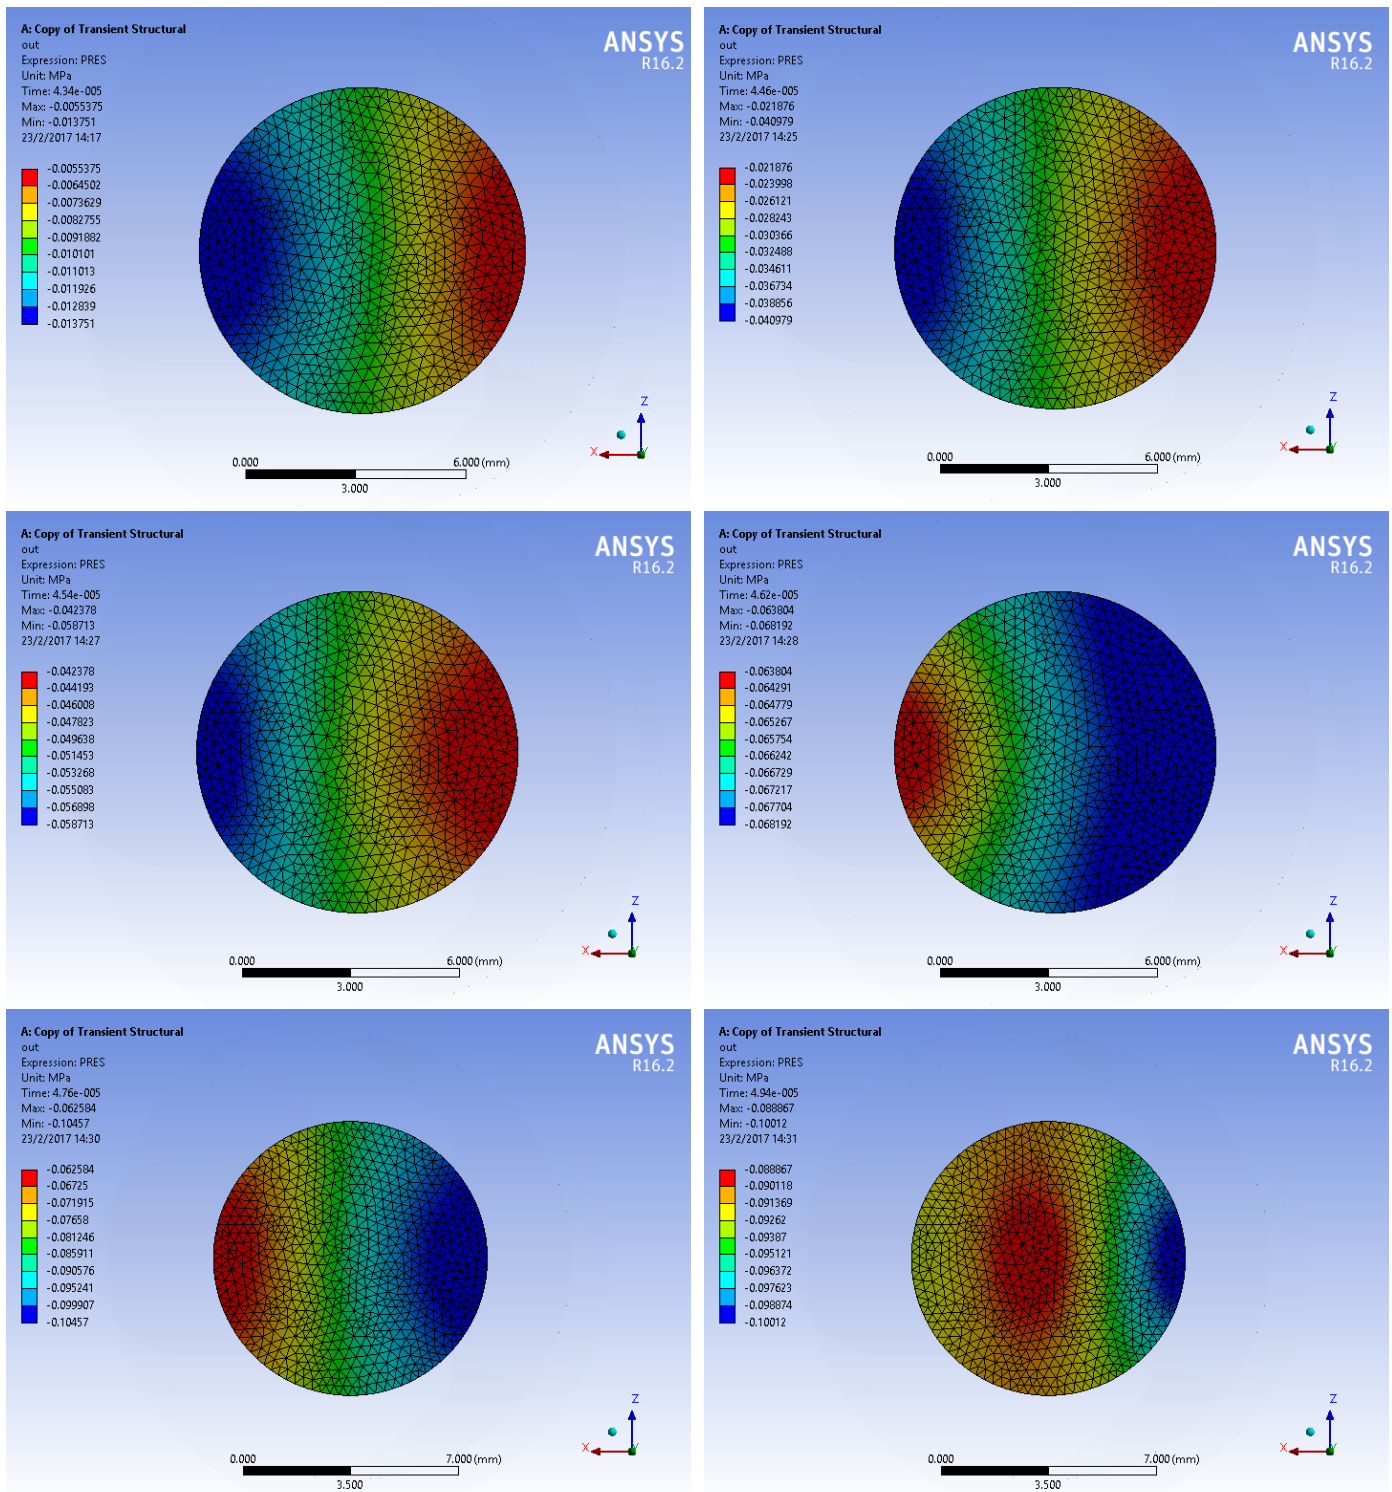 A: Copy of Transient Structural
out
Expression: PRES
Unit: MPa
Time: 4.34e-005
Max: -0.0055375
Min: -0.013751
23/2/2017 14:17
ANSYS
R16.2
-0.0055375
-0.0064502
-0.0073629
-0.0082755
-0.0091882
-0.010101
-0.011013
-0.011926
-0.012839
-0.013751
Z
X
Y
0.000
6.000 (mm)
3.000
A: Copy of Transient Structural
out
Expression: PRES
Unit: MPa
Time: 4.46e-005
Max: -0.021876
Min: -0.040979
23/2/2017 14:25
ANSYS
R16.2
-0.021876
-0.023998
-0.026121
-0.028243
-0.030366
-0.032488
-0.034611
-0.036734
-0.038856
-0.040979
Z
X
Y
0.000
6.000 (mm)
3.000
A: Copy of Transient Structural
out
Expression: PRES
Unit: MPa
Time: 4.54e-005
Max: -0.042378
Min: -0.058713
23/2/2017 14:27
ANSYS
R16.2
-0.042378
-0.044193
-0.046008
-0.047823
-0.049638
-0.051453
-0.053268
-0.055083
-0.056898
-0.058713
Z
X
Y
0.000
6.000 (mm)
3.000
A: Copy of Transient Structural
out
Expression: PRES
Unit: MPa
Time: 4.62e-005
Max: -0.063804
Min: -0.068192
23/2/2017 14:28
ANSYS
R16.2
-0.063804
-0.064291
-0.064779
-0.065267
-0.065754
-0.066242
-0.066729
-0.067217
-0.067704
-0.068192
Z
X
Y
0.000
6.000 (mm)
3.000
A: Copy of Transient Structural
out
Expression: PRES
Unit: MPa
Time: 4.76e-005
Max: -0.062584
Min: -0.10457
23/2/2017 14:30
ANSYS
R16.2
-0.062584
-0.06725
-0.071915
-0.07658
-0.081246
-0.085911
-0.090576
-0.095241
-0.099907
-0.10457
Z
X
Y
0.000
7.000 (mm)
3.500
A: Copy of Transient Structural
out
Expression: PRES
Unit: MPa
Time: 4.94e-005
Max: -0.088867
Min: -0.10012
23/2/2017 14:31
ANSYS
R16.2
-0.088867
-0.090118
-0.091369
-0.09262
-0.09387
-0.095121
-0.096372
-0.097623
-0.098874
-0.10012
Z
X
Y
0.000
7.000 (mm)
3.500